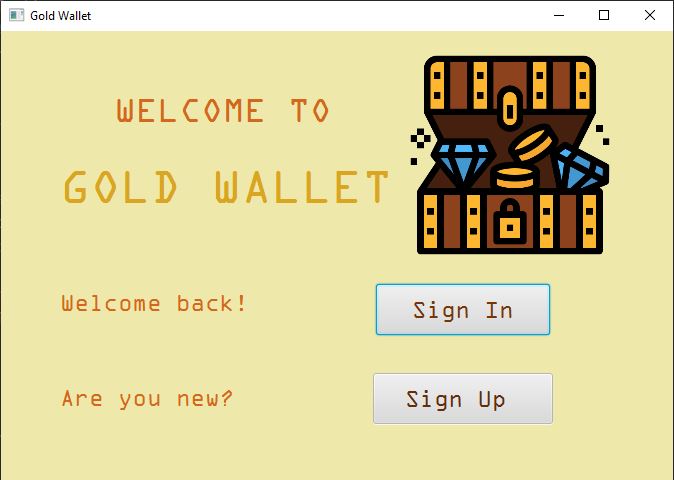 Gold Wallet
WELCOME TO
GOLD WALLET
Welcome back!
Sign In
Are you new?
Sign Up